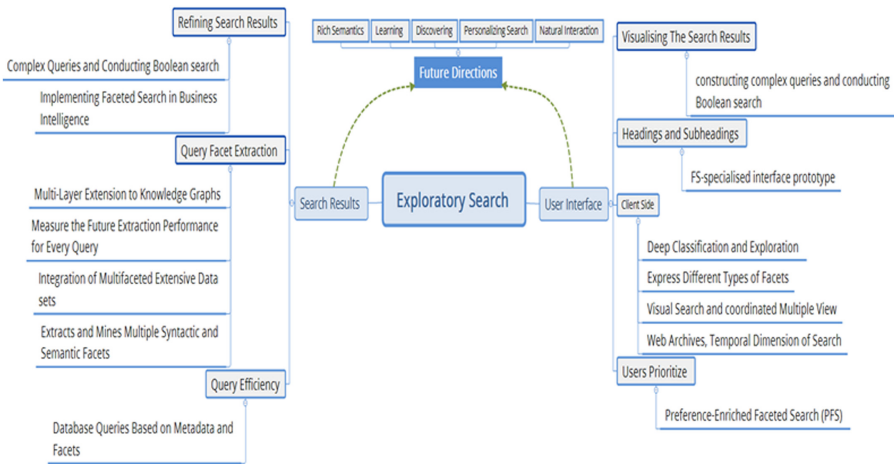 Refining Search Results
Complex Queries and Conducting Boolean search
Implementing Faceted Search in Business
Intelligence
Query Facet Extraction
Multi-Layer Extension to Knowledge Graphs
Measure the Future Extraction Performance
for Every Query
Integration of Multifaceted Extensive Data
sets
Extracts and Mines Multiple Syntactic and
Semantic Facets
Query Efficiency
Database Queries Based on Metadata and
Facets
Search Results
Rich Semantics
Learning
Discovering
Personalizing Search
Natural Interaction
Future Directions
Exploratory Search
User Interface
Visualising The Search Results
constructing complex queries and conducting
Boolean search
Headings and Subheadings
FS-specialised interface prototype
Client Side
Deep Classification and Exploration
Express Different Types of Facets
Visual Search and coordinated Multiple View
Web Archives, Temporal Dimension of Search
Users Prioritize
Preference-Enriched Faceted Search (PFS)